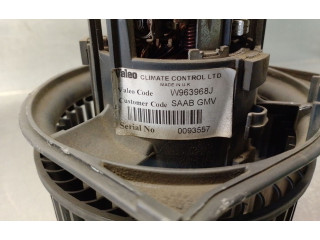 Valeo CLIMATE CONTROL LTD.
MADE IN U.K.
Valeo Code W963968J
Customer Code SAAB GMV
Serial No 0093557